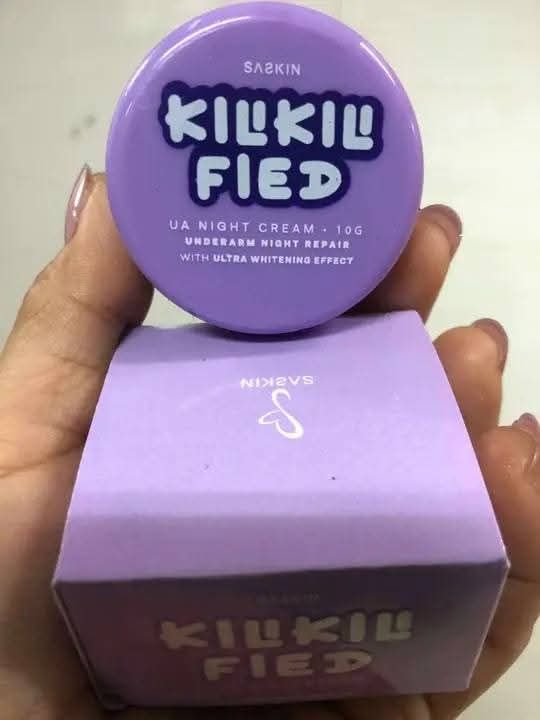 SASKIN
KILIKILI
FIED
UA NIGHT CREAM • 10G
UNDERARM NIGHT REPAIR
WITH ULTRA WHITENING EFFECT
SASKIN
KILIKILI
FIED